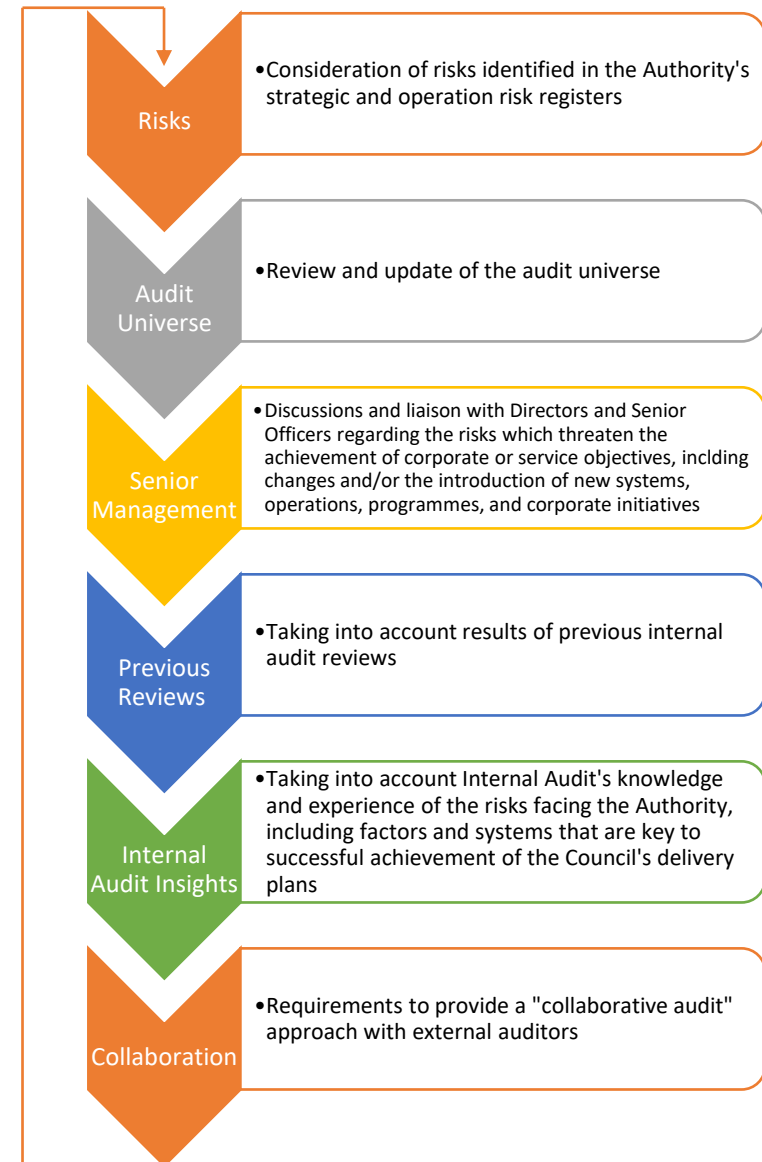 Risks
•Consideration of risks identified in the Authority's
strategic and operation risk registers
Audit
Universe
•Review and update of the audit universe
Senior
Management
•Discussions and liaison with Directors and Senior
Officers regarding the risks which threaten the
achievement of corporate or service objectives, inclding
changes and/or the introduction of new systems,
operations, programmes, and corporate initiatives
Previous
Reviews
•Taking into account results of previous internal
audit reviews
Internal
Audit Insights
•Taking into account Internal Audit's knowledge
and experience of the risks facing the Authority,
including factors and systems that are key to
successful achievement of the Council's delivery
plans
Collaboration
•Requirements to provide a "collaborative audit"
approach with external auditors